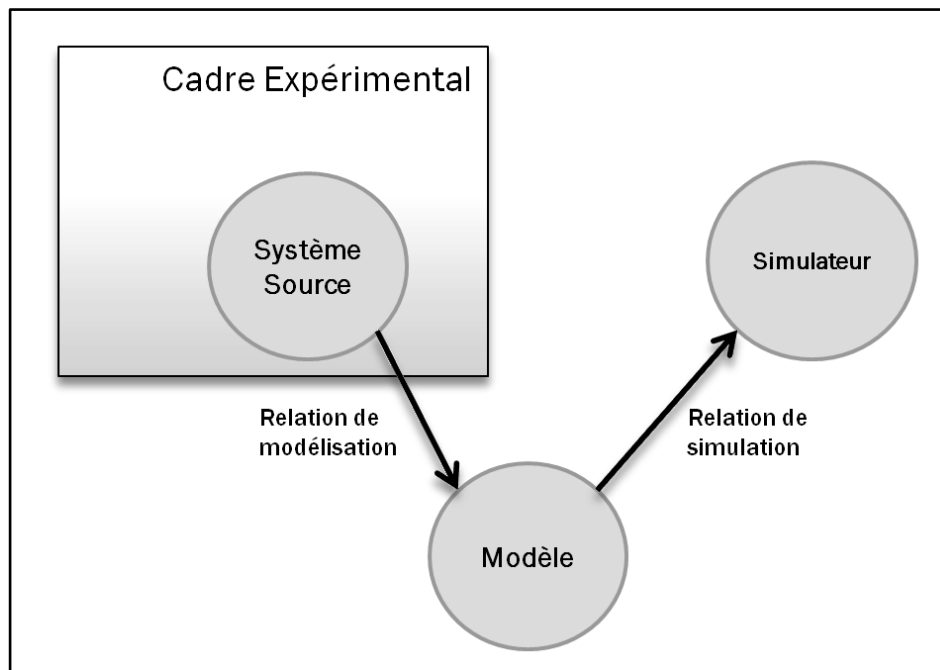 Cadre Expérimental
Système
Source
Simulateur
Relation de
modélisation
Relation de
simulation
Modèle